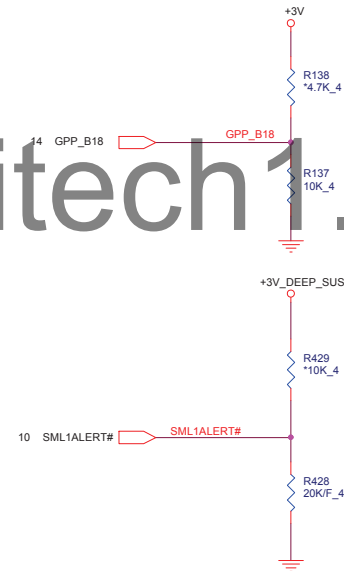 +3V
R138
*4.7K_4
14 GPP_B18
GPP_B18
R137
10K_4
itech1.
+3V_DEEP_SUS
R429
*10K_4
10 SML1ALERT#
SML1ALERT#
R428
20K/F_4